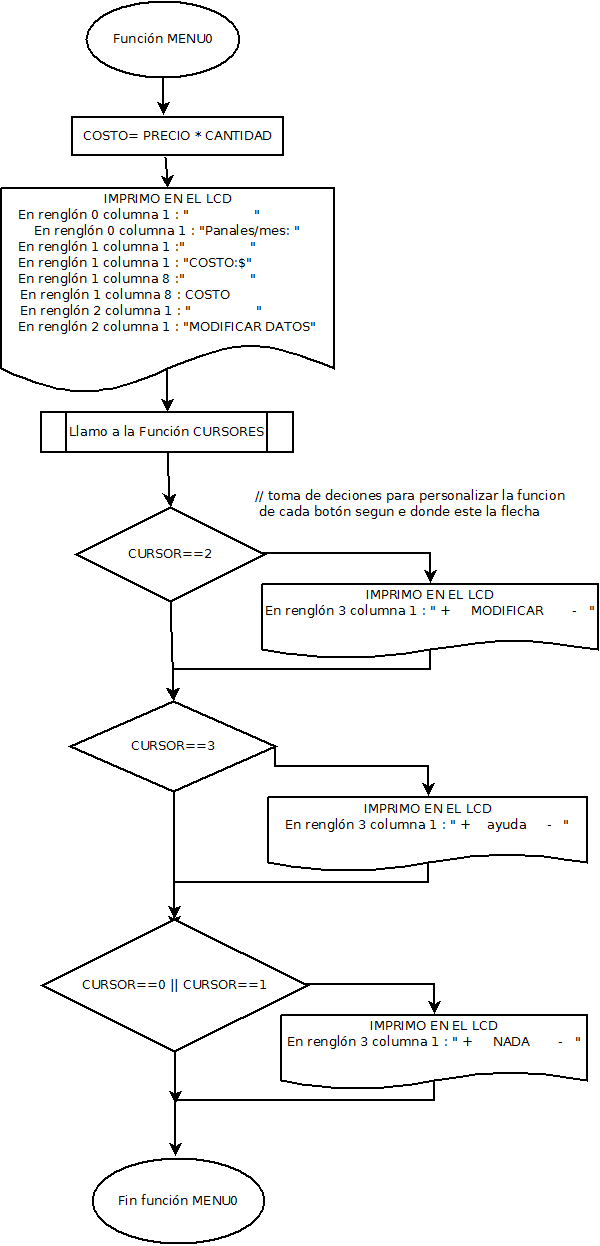 Función MENU0
COSTO= PRECIO * CANTIDAD
IMPRIMO EN EL LCD
En renglón 0 columna 1 : "                "
En renglón 0 columna 1 : "Panales/mes: "
En renglón 1 columna 1 :"                "
En renglón 1 columna 1 : "COSTO:$"
En renglón 1 columna 8 :"                "
En renglón 1 columna 8 : COSTO
En renglón 2 columna 1 : "                "
En renglón 2 columna 1 : "MODIFICAR DATOS"
Llamo a la Función CURSORES
// toma de deciones para personalizar la funcion
de cada botón segun e donde este la flecha
CURSOR==2
IMPRIMO EN EL LCD
En renglón 3 columna 1 : " +     MODIFICAR       -   "
CURSOR==3
IMPRIMO EN EL LCD
En renglón 3 columna 1 : " +    ayuda     -   "
CURSOR==0 || CURSOR==1
IMPRIMO EN EL LCD
En renglón 3 columna 1 : " +     NADA       -   "
Fin función MENU0